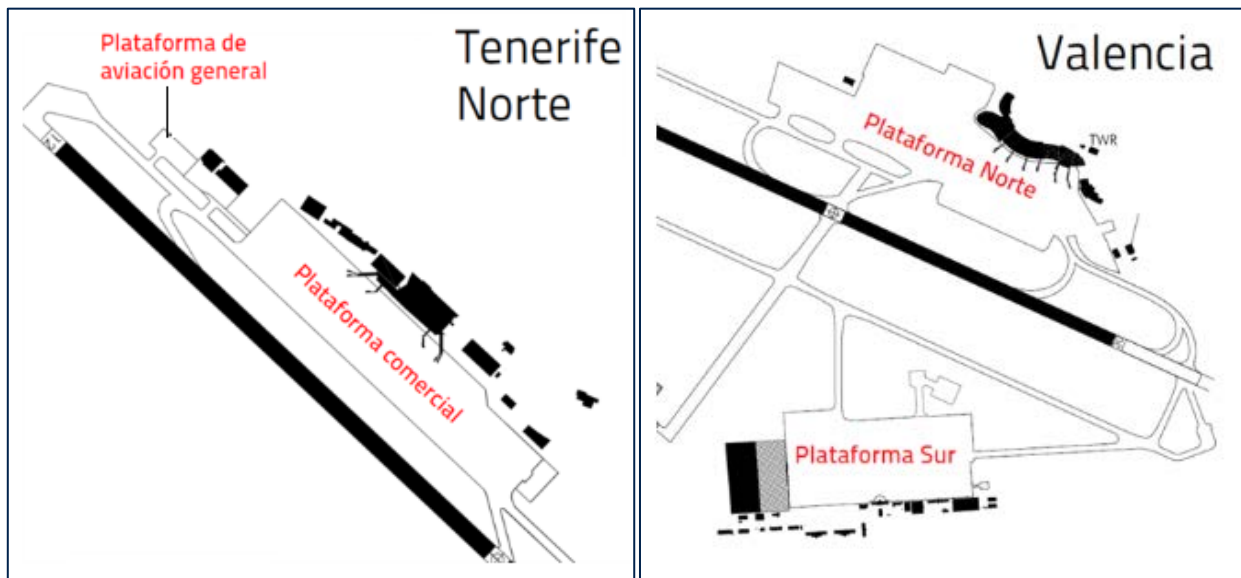 Plataforma de
aviación general
Tenerife
Norte
Plataforma comercial
Valencia
Plataforma Norte
TWR
Plataforma Sur